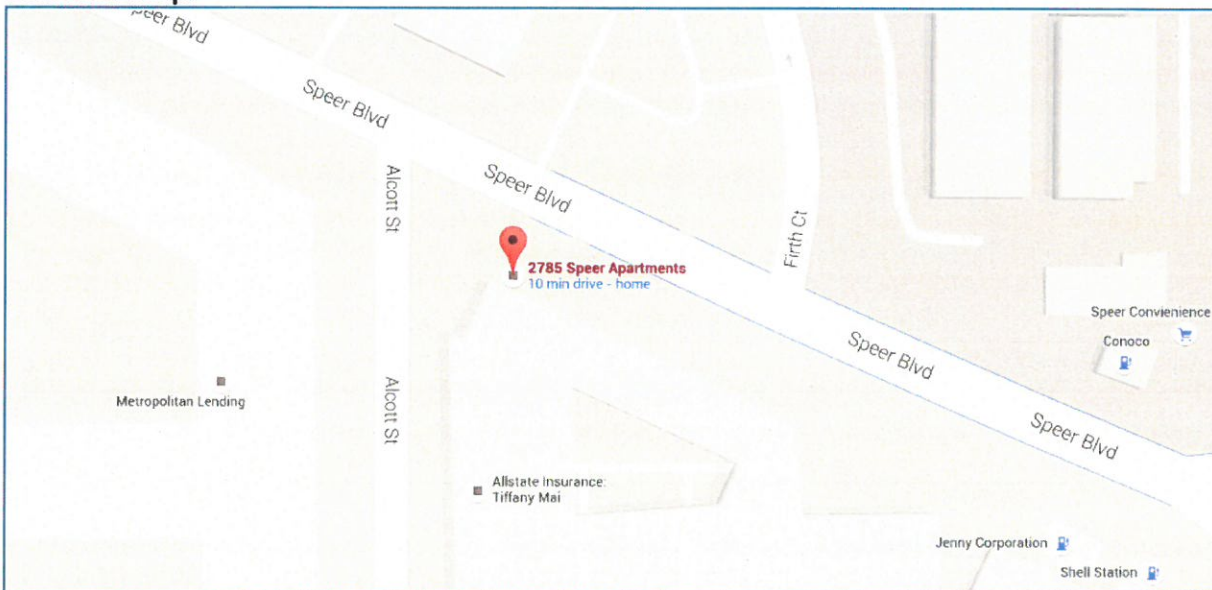 Speer Blvd
Speer Blvd
Alcott St
Speer Blvd
Firth Ct
2785 Speer Apartments
10 min drive - home
Speer Convienience
Conoco
Speer Blvd
Metropolitan Lending
Alcott St
Speer Blvd
Allstate Insurance:
Tiffany Mai
Jenny Corporation
Shell Station